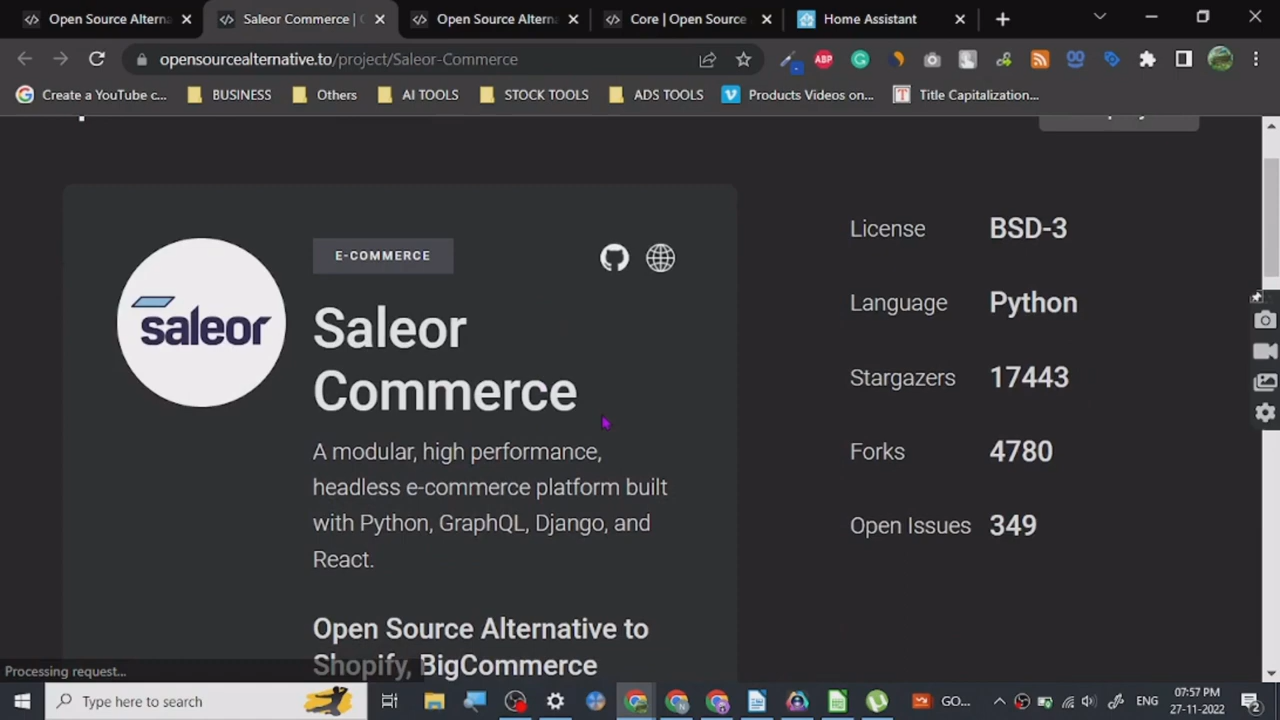 Open Source Alterna
Saleor Commerce |
Open Source Alterna
Core | Open Source
Home Assistant
opensourcealternative.to/project/Saleor-Commerce
ABP
Create a YouTube c...
BUSINESS
Others
AI TOOLS
STOCK TOOLS
ADS TOOLS
Products Videos on...
Title Capitalization...
saleor
E-COMMERCE
Saleor
Commerce
A modular, high performance,
headless e-commerce platform built
with Python, GraphQL, Django, and
React.
Open Source Alternative to
Shopify, BigCommerce
License BSD-3
Language Python
Stargazers 17443
Forks 4780
Open Issues 349
Processing request...
Type here to search
GO...
ENG
07:57 PM
27-11-2022
2